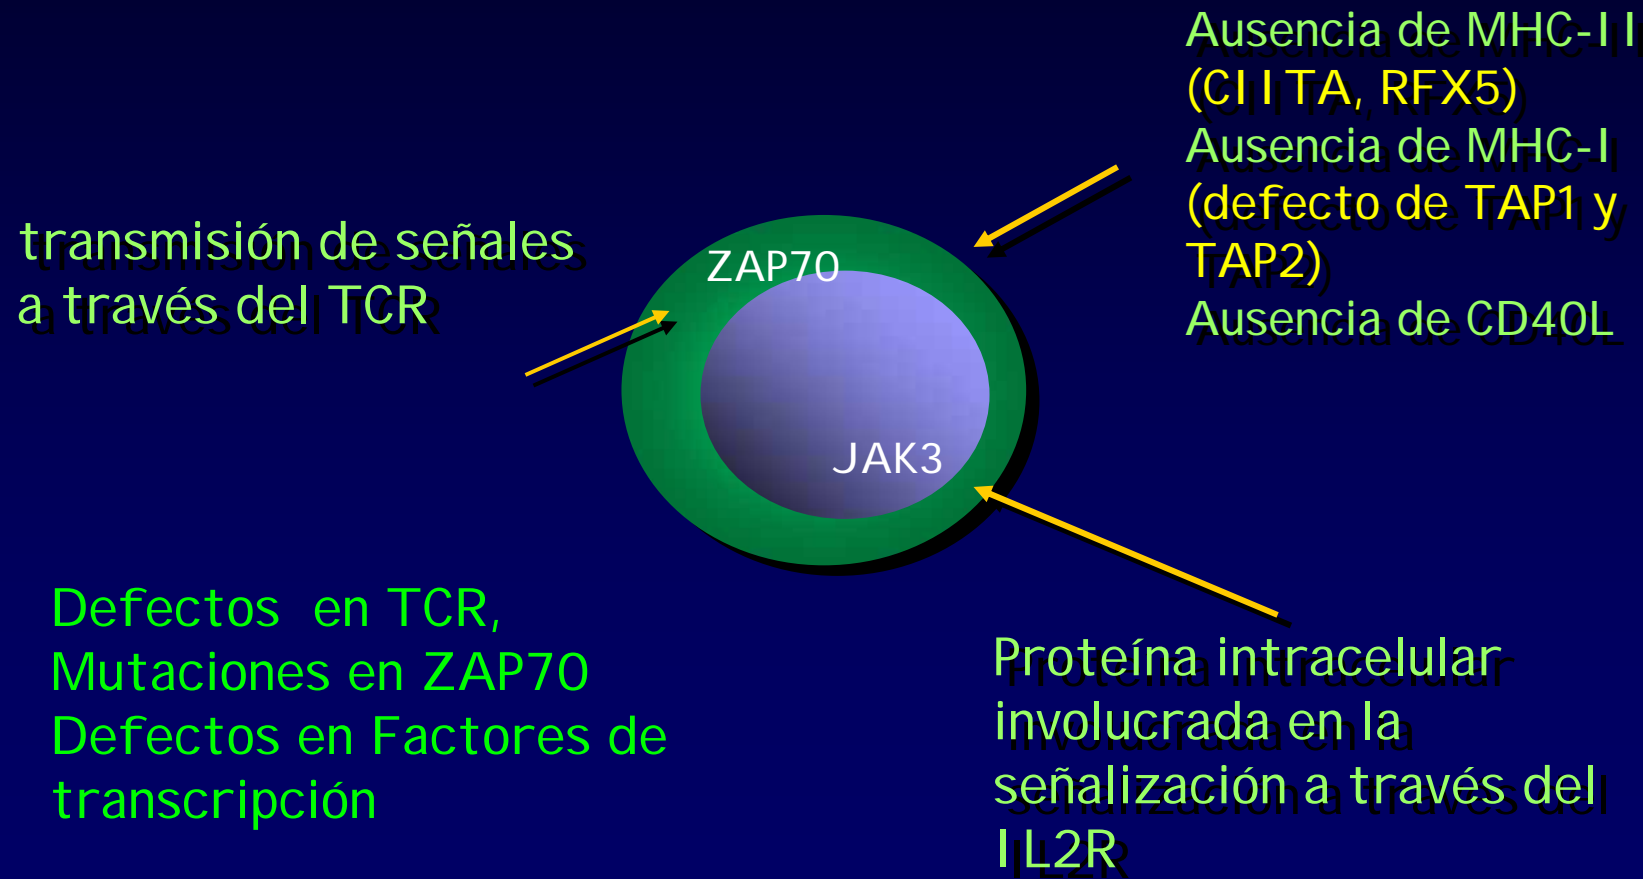 Ausencia de MHC-II
(CIITA, RFX5)
Ausencia de MHC-I
(defecto de TAP1 y
TAP2)
Ausencia de CD40L
transmisión de señales
a través del TCR
ZAP70
JAK3
Defectos en TCR,
Mutaciones en ZAP70
Defectos en Factores de
transcripción
Proteína intracelular
involucrada en la
señalización a través del
IL2R